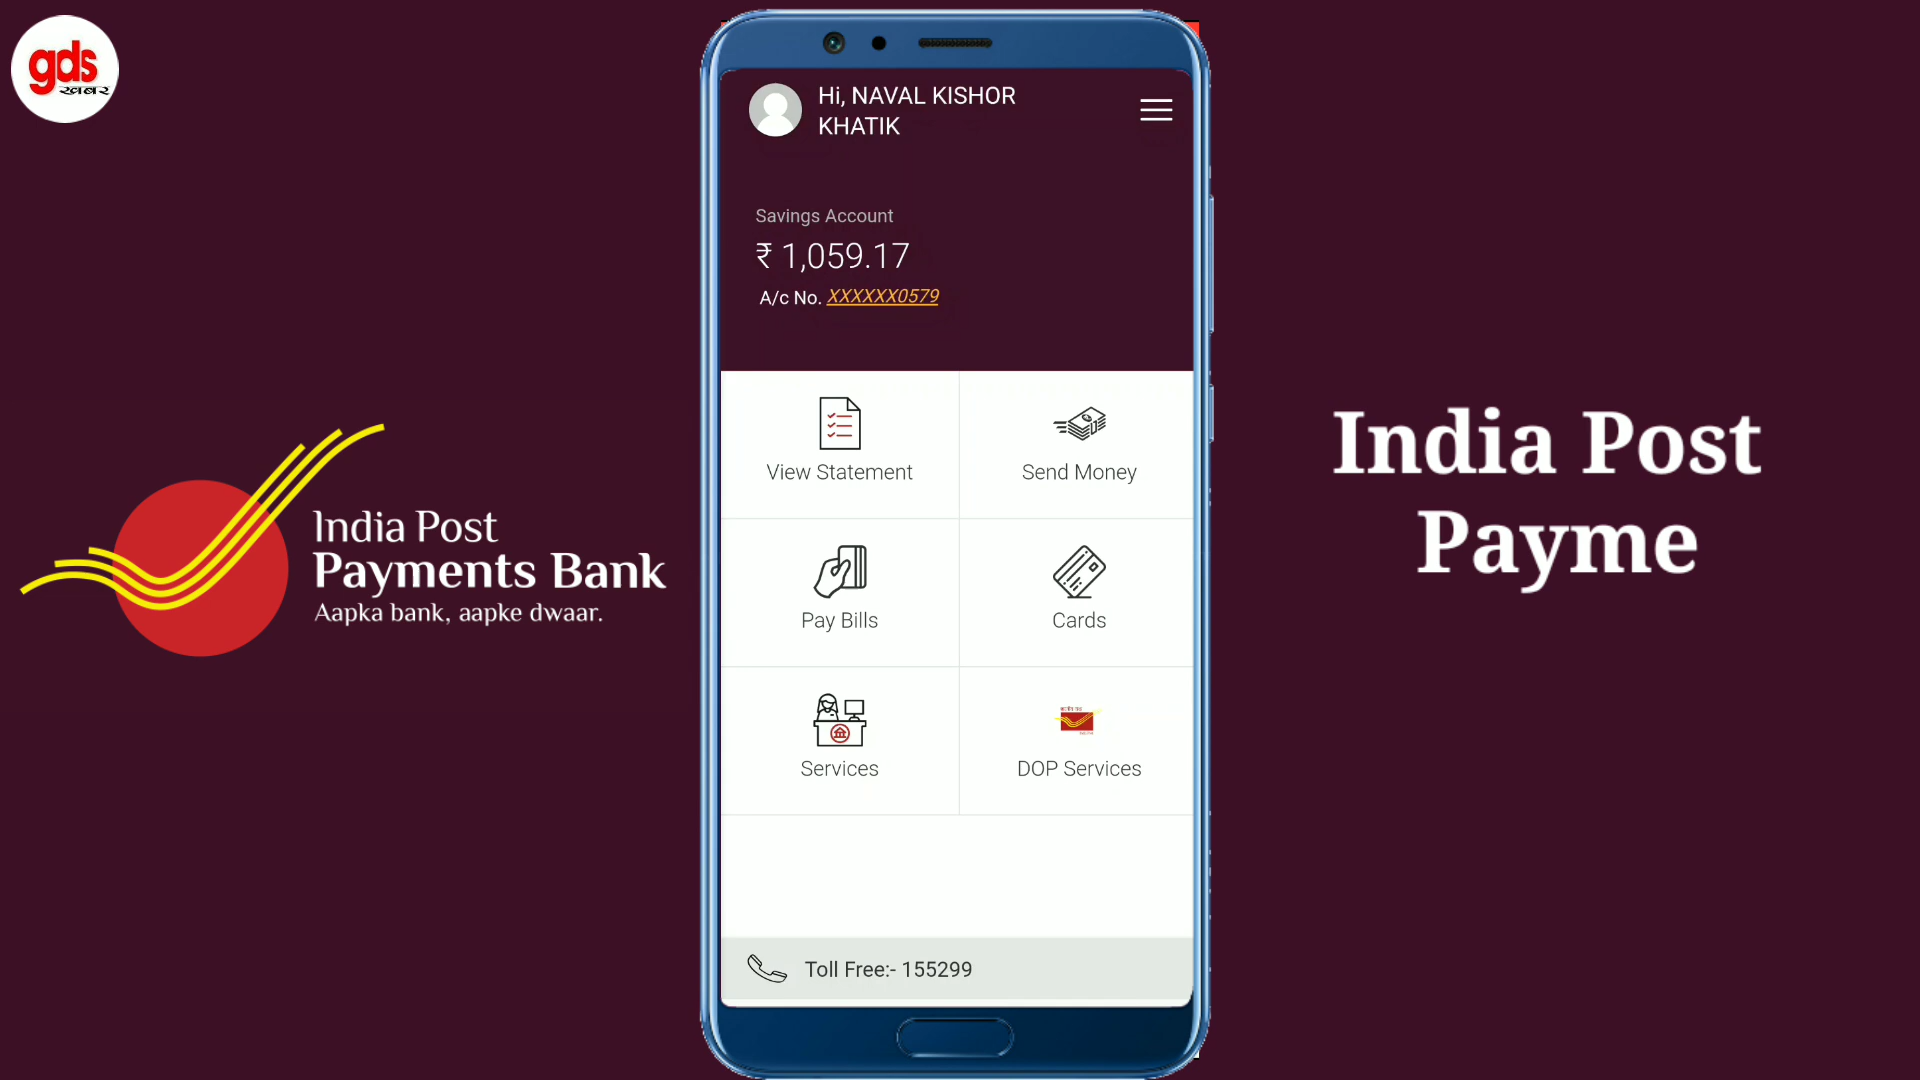 gds
खबर
Hi, NAVAL KISHOR
KHATIK
Savings Account
₹ 1,059.17
A/c No. XXXXXX0579
View Statement
Send Money
Pay Bills
Cards
Services
DOP Services
Toll Free:- 155299
India Post
Payments Bank
Aapka bank, aapke dwaar.
India Post
Payme